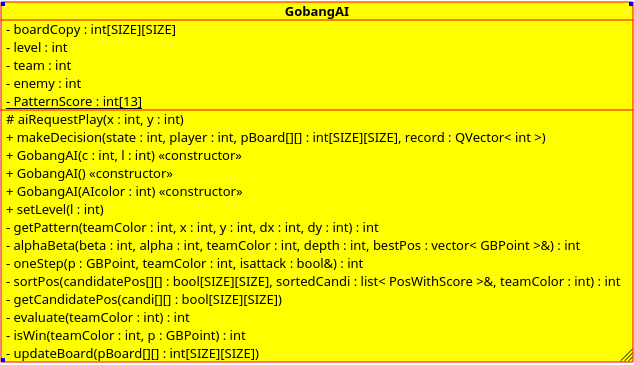 GobangAI
- boardCopy : int[SIZE][SIZE]
- level : int
- team : int
- enemy : int
- PatternScore : int[13]
# aiRequestPlay(x : int, y : int)
+ makeDecision(state : int, player : int, pBoard[][] : int[SIZE][SIZE], record : QVector< int >)
+ GobangAI(c : int, l : int) «constructor»
+ GobangAI() «constructor»
+ GobangAI(AIcolor : int) «constructor»
+ setLevel(l : int)
- getPattern(teamColor : int, x : int, y : int, dx : int, dy : int) : int
- alphaBeta(beta : int, alpha : int, teamColor : int, depth : int, bestPos : vector< GBPoint >&) : int
- oneStep(p : GBPoint, teamColor : int, isattack : bool&) : int
- sortPos(candidatePos[][] : bool[SIZE][SIZE], sortedCandi : list< PosWithScore >&, teamColor : int) : int
- getCandidatePos(candi[][] : bool[SIZE][SIZE])
- evaluate(teamColor : int) : int
- isWin(teamColor : int, p : GBPoint) : int
- updateBoard(pBoard[][] : int[SIZE][SIZE])